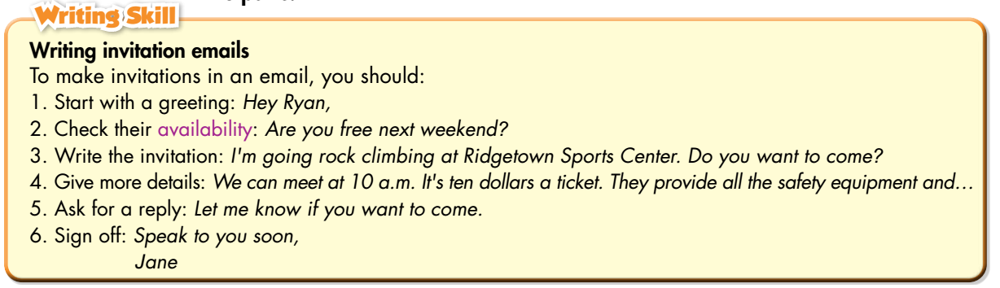 Writing Skill
Writing invitation emails
To make invitations in an email, you should:
1. Start with a greeting: Hey Ryan,
2. Check their availability: Are you free next weekend?
3. Write the invitation: I'm going rock climbing at Ridgetown Sports Center. Do you want to come?
4. Give more details: We can meet at 10 a.m. It's ten dollars a ticket. They provide all the safety equipment and...
5. Ask for a reply: Let me know if you want to come.
6. Sign off: Speak to you soon,
Jane